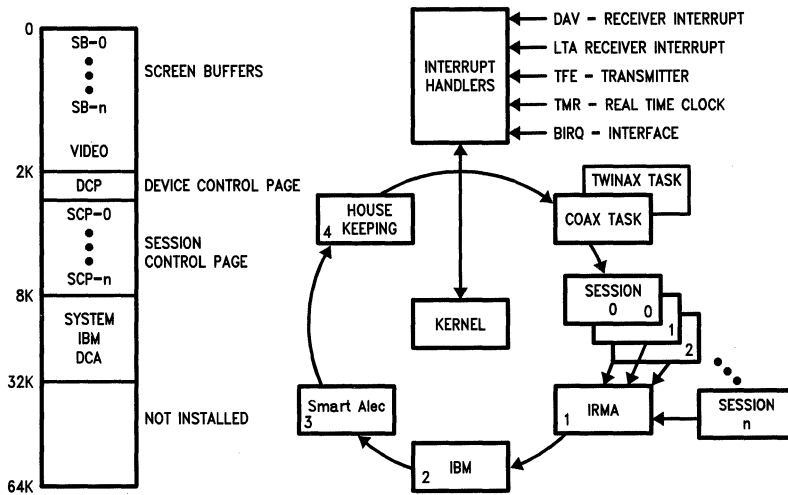 0
SB-0
SB-n
VIDEO
SCREEN BUFFERS
2K
DCP
DEVICE CONTROL PAGE
SCP-0
SCP-n
SESSION
CONTROL PAGE
8K
SYSTEM
IBM
DCA
32K
NOT INSTALLED
64K
INTERRUPT
HANDLERS
DAV - RECEIVER INTERRUPT
LTA RECEIVER INTERRUPT
TFE - TRANSMITTER
TMR - REAL TIME CLOCK
BIRQ - INTERFACE
TWINAX TASK
COAX TASK
HOUSE
KEEPING
4
KERNEL
SESSION
0
0
1
2
SESSION
n
IRMA
1
IBM
2
Smart Alec
3